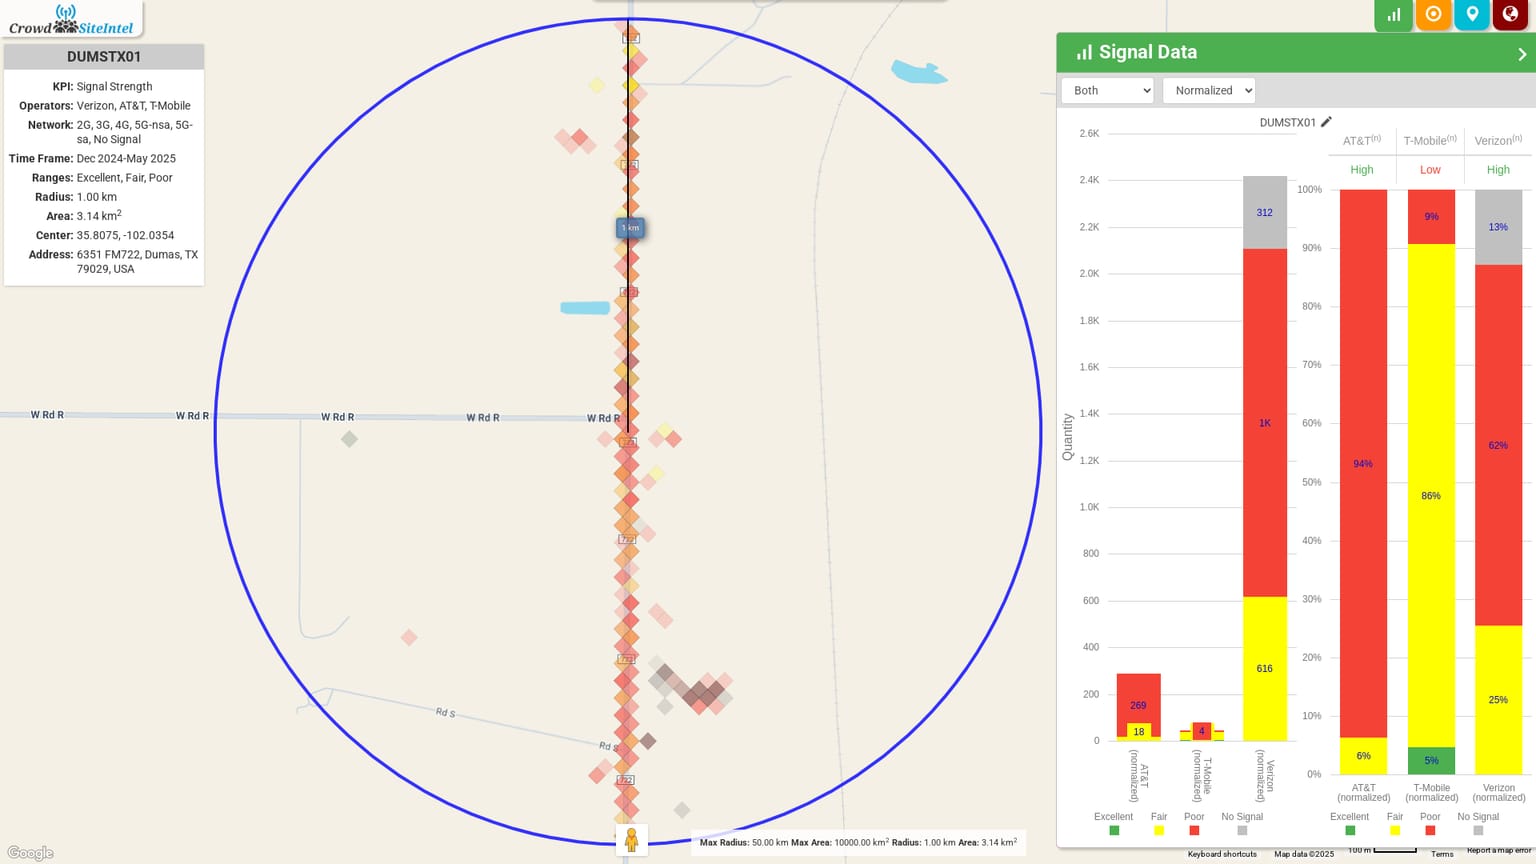 Crowd SiteIntel
DUMSTX01
KPI: Signal Strength
Operators: Verizon, AT&T, T-Mobile
Network: 2G, 3G, 4G, 5G-nsa, 5G-
sa, No Signal
Time Frame: Dec 2024-May 2025
Ranges: Excellent, Fair, Poor
Radius: 1.00 km
Area: 3.14 km²
Center: 35.8075, -102.0354
Address: 6351 FM722, Dumas, TX
79029, USA
1 km
W Rd R W Rd R W Rd R W Rd R W Rd R
722
722
722
Rd S
Rd S
722
Google
Max Radius: 50.00 km Max Area: 10000.00 km² Radius: 1.00 km Area: 3.14 km²
Signal Data
Both Normalized
DUMSTX01
Quantity
2.6K
2.4K
2.2K
2.0K
1.8K
1.6K
1.4K
1.2K
1.0K
800
600
400
200
0
269
18
4
312
1K
616
AT&T
(normalized)
T-Mobile
(normalized)
Verizon
(normalized)
Excellent Fair Poor No Signal
AT&T(n) T-Mobile(n) Verizon(n)
High Low High
100%
90%
80%
70%
60%
50%
40%
30%
20%
10%
0%
94%
6%
9%
86%
5%
13%
62%
25%
AT&T T-Mobile Verizon
(normalized) (normalized) (normalized)
Excellent Fair Poor No Signal
Keyboard shortcuts Map data ©2025 100 m Terms Report a map error